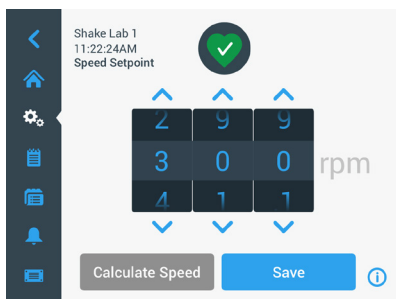 Shake Lab 1
11:22:24AM
Speed Setpoint
2 9 9
3 0 0 rpm
4 1 1
Calculate Speed Save